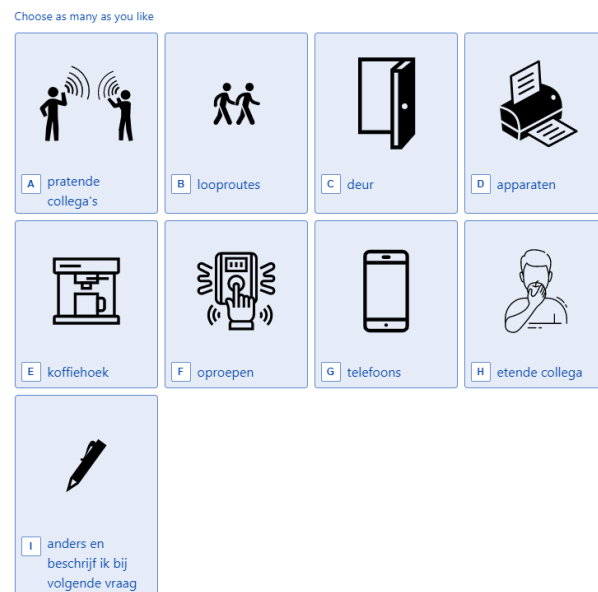 Choose as many as you like
A pratende
collega's
B looproutes
C deur
D apparaten
E koffiehoek
F oproepen
G telefoons
H etende collega
I anders en
beschrijf ik bij
volgende vraag